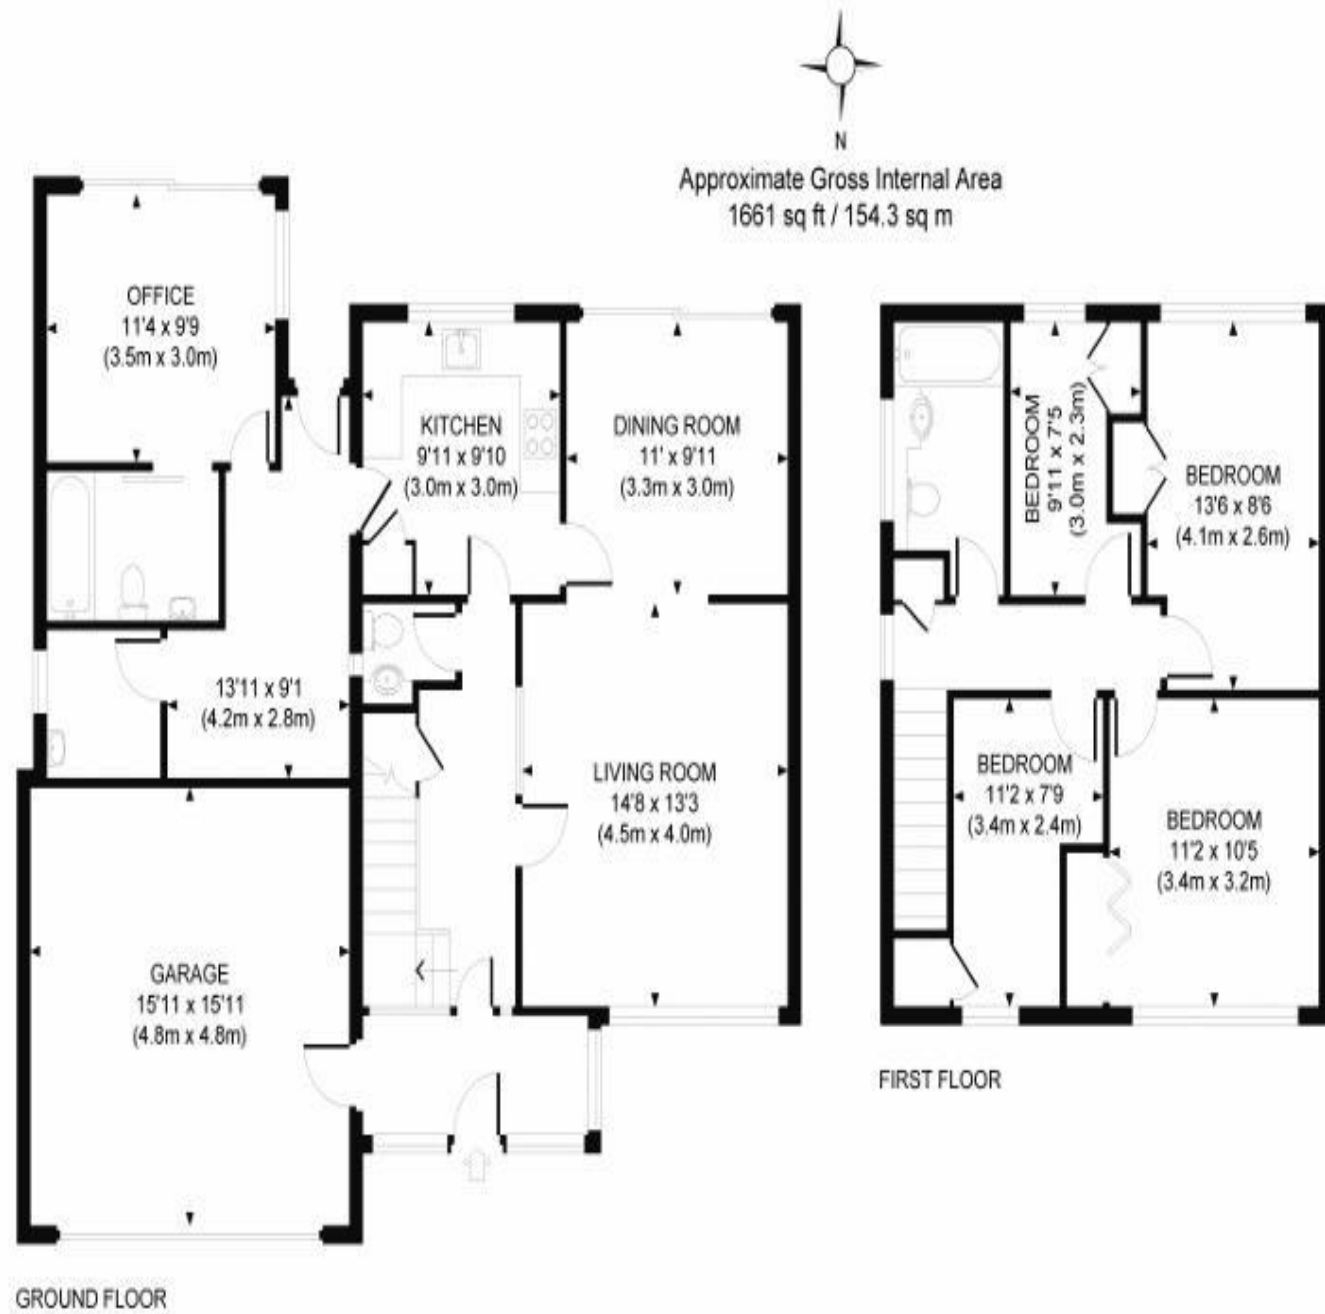 N
Approximate Gross Internal Area
1661 sq ft / 154.3 sq m
OFFICE
11'4 x 9'9
(3.5m x 3.0m)
KITCHEN
9'11 x 9'10
(3.0m x 3.0m)
DINING ROOM
11' x 9'11
(3.3m x 3.0m)
BEDROOM
9'11 x 7'5
(3.0m x 2.3m)
BEDROOM
13'6 x 8'6
(4.1m x 2.6m)
13'11 x 9'1
(4.2m x 2.8m)
LIVING ROOM
14'8 x 13'3
(4.5m x 4.0m)
BEDROOM
11'2 x 7'9
(3.4m x 2.4m)
BEDROOM
11'2 x 10'5
(3.4m x 3.2m)
GARAGE
15'11 x 15'11
(4.8m x 4.8m)
FIRST FLOOR
GROUND FLOOR